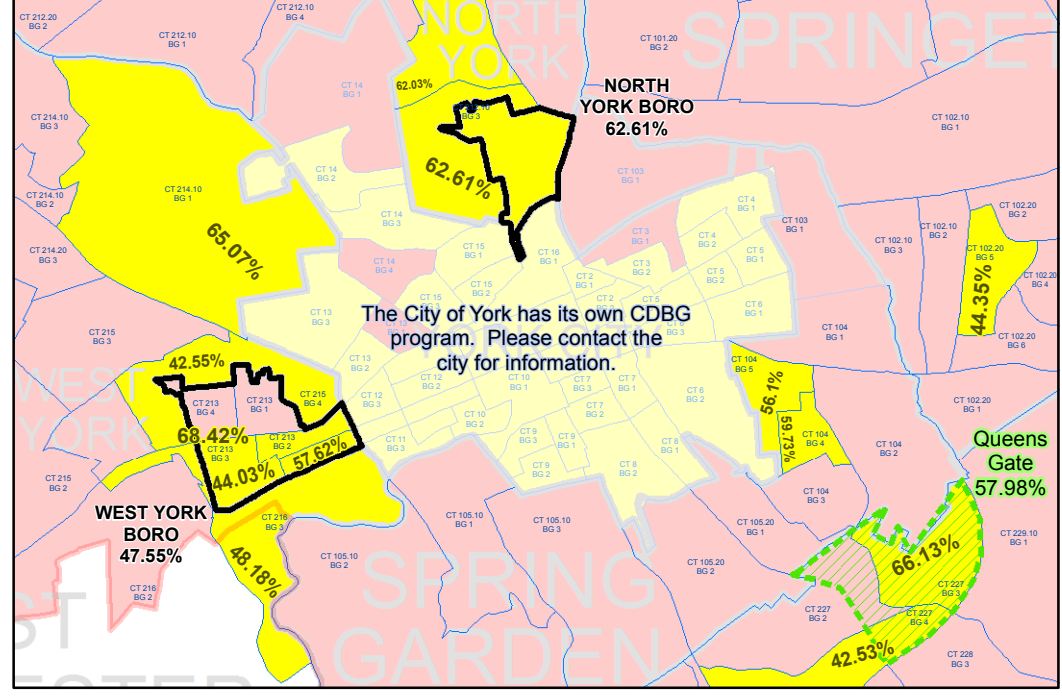 CT 212.20
BG 2
CT 212.10
BG 4
CT 212.10
BG 1
NORTH
YORK
CT 101.20
BG 2
SPRINGET
CT 14
BG 1
62.03%
BG 3
NORTH
YORK BORO
62.61%
CT 214.10
BG 3
CT 102.10
BG 1
CT 214.10
BG 1
CT 214.10
BG 2
CT 14
BG 2
62.61%
CT 103
BG 1
CT 4
BG 1
CT 103
BG 1
CT 102.20
BG 2
CT 102.10
BG 2
CT 102.10
BG 3
CT 102.20
BG 5
CT 102.20
BG 4
44.35%
CT 102.20
BG 6
CT 214.20
BG 3
65.07%
CT 14
BG 3
CT 14
BG 4
CT 15
BG 1
CT 16
BG 1
CT 3
BG 1
CT 3
BG 2
CT 4
BG 2
CT 5
BG 1
CT 5
BG 2
CT 2
BG 1
CT 15
BG 2
CT 15
CT 2
CT 5
CT 6
BG 1
CT 13
BG 3
The City of York has its own CDBG
program. Please contact the
city for information.
YORK CITY
CT 215
BG 3
CT 104
BG 1
WEST
YORK
42.55%
CT 213
BG 4
CT 213
BG 1
CT 215
BG 4
CT 13
BG 2
CT 12
BG 3
CT 12
BG 2
CT 10
BG 1
CT 7
BG 3
CT 7
BG 1
CT 6
BG 2
CT 104
BG 5
56.1%
59.73%
CT 104
BG 4
CT 102.20
BG 1
68.42%
CT 213
BG 3
CT 213
BG 2
57.62%
44.03%
CT 11
BG 3
CT 10
BG 2
CT 9
BG 3
CT 9
BG 1
CT 7
BG 2
CT 9
BG 2
CT 8
BG 1
CT 8
BG 2
CT 104
BG 2
Queens
Gate
57.98%
CT 215
BG 2
WEST YORK
BORO
47.55%
CT 216
BG 3
CT 105.10
BG 1
CT 105.10
BG 3
CT 104
BG 3
CT 105.20
BG 1
CT 229.10
BG 1
48.18%
CT 105.10
BG 2
CT 105.20
BG 2
66.13%
CT 227
BG 3
CT 216
BG 2
SPRING
GARDEN
CT 227
BG 2
CT 227
BG 4
42.53%
CT 228
BG 3